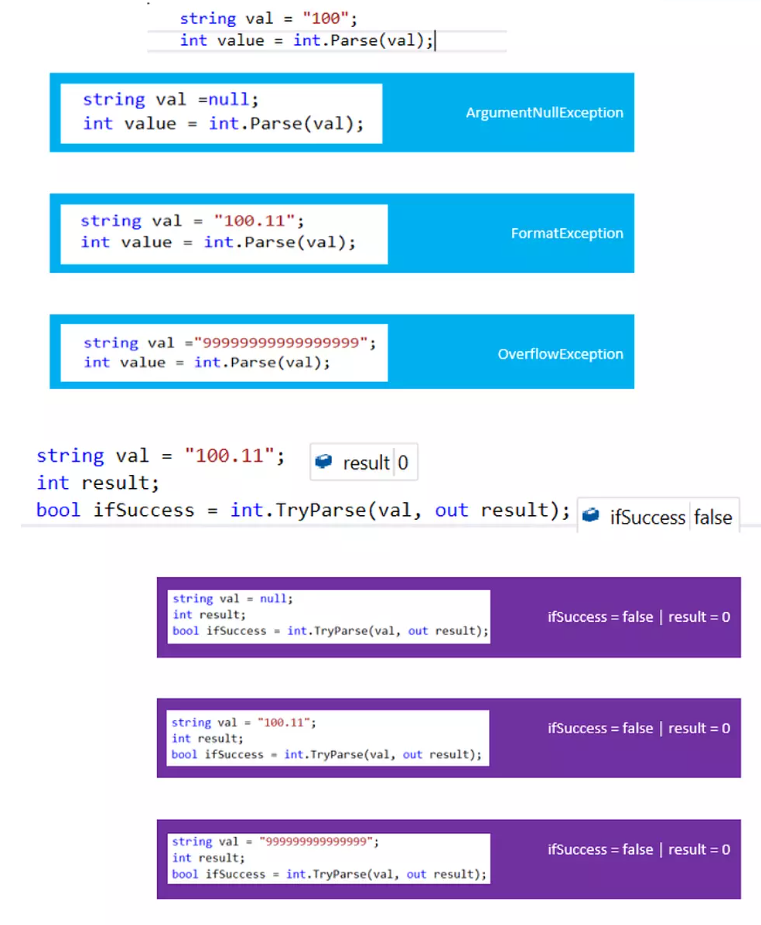 string val = "100";
int value = int.Parse(val);
string val =null;
int value = int.Parse(val);
ArgumentNullException
string val = "100.11";
int value = int.Parse(val);
FormatException
string val ="99999999999999999";
int value = int.Parse(val);
OverflowException
string val = "100.11";
result 0
int result;
bool ifSuccess = int.TryParse(val, out result);
ifSuccess false
string val = null;
int result;
bool ifSuccess = int.TryParse(val, out result);
ifSuccess = false | result = 0
string val = "100.11";
int result;
bool ifSuccess = int.TryParse(val, out result);
ifSuccess = false | result = 0
string val = "999999999999999";
int result;
bool ifSuccess = int.TryParse(val, out result);
ifSuccess = false | result = 0